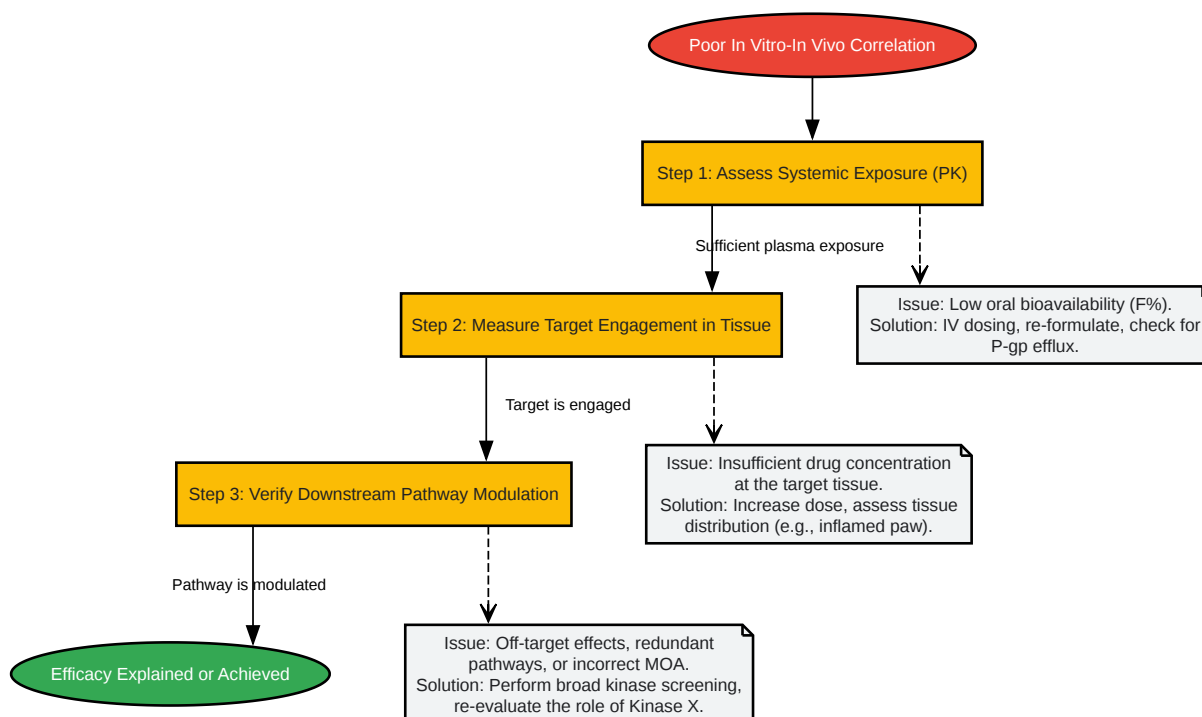 Poor In Vitro-In Vivo Correlation
Step 1: Assess Systemic Exposure (PK)
Sufficient plasma exposure
Issue: Low oral bioavailability (F%).
Solution: IV dosing, re-formulate, check for
P-gp efflux.
Step 2: Measure Target Engagement in Tissue
Target is engaged
Issue: Insufficient drug concentration
at the target tissue.
Solution: Increase dose, assess tissue
distribution (e.g., inflamed paw).
Step 3: Verify Downstream Pathway Modulation
Pathway is modulated
Issue: Off-target effects, redundant
pathways, or incorrect MOA.
Solution: Perform broad kinase screening,
re-evaluate the role of Kinase X.
Efficacy Explained or Achieved